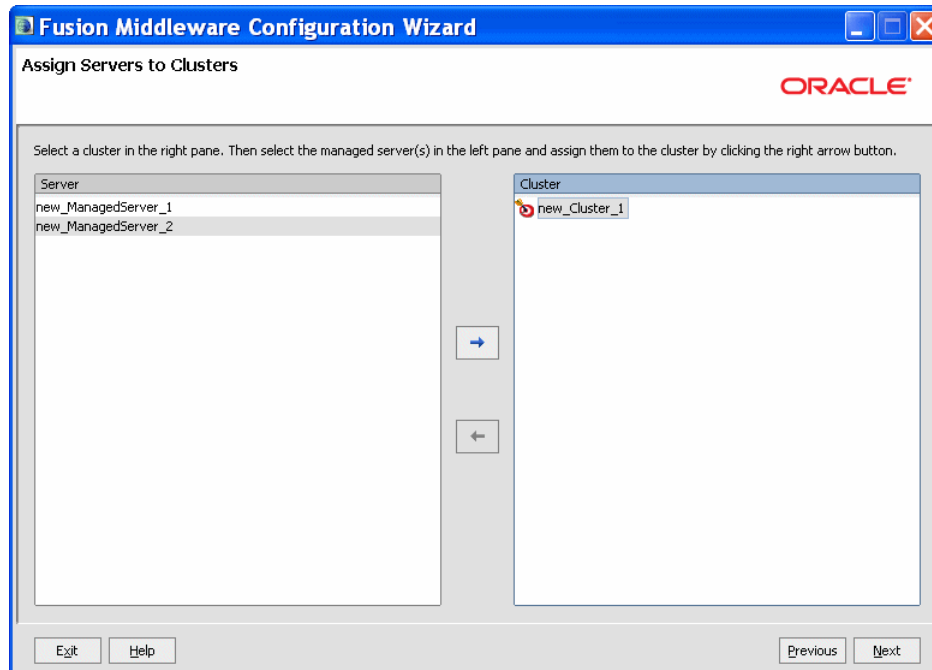 Fusion Middleware Configuration Wizard
Assign Servers to Clusters
ORACLE
Select a cluster in the right pane. Then select the managed server(s) in the left pane and assign them to the cluster by clicking the right arrow button.
Server
new_ManagedServer_1
new_ManagedServer_2
Cluster
new_Cluster_1
Exit Help Previous Next